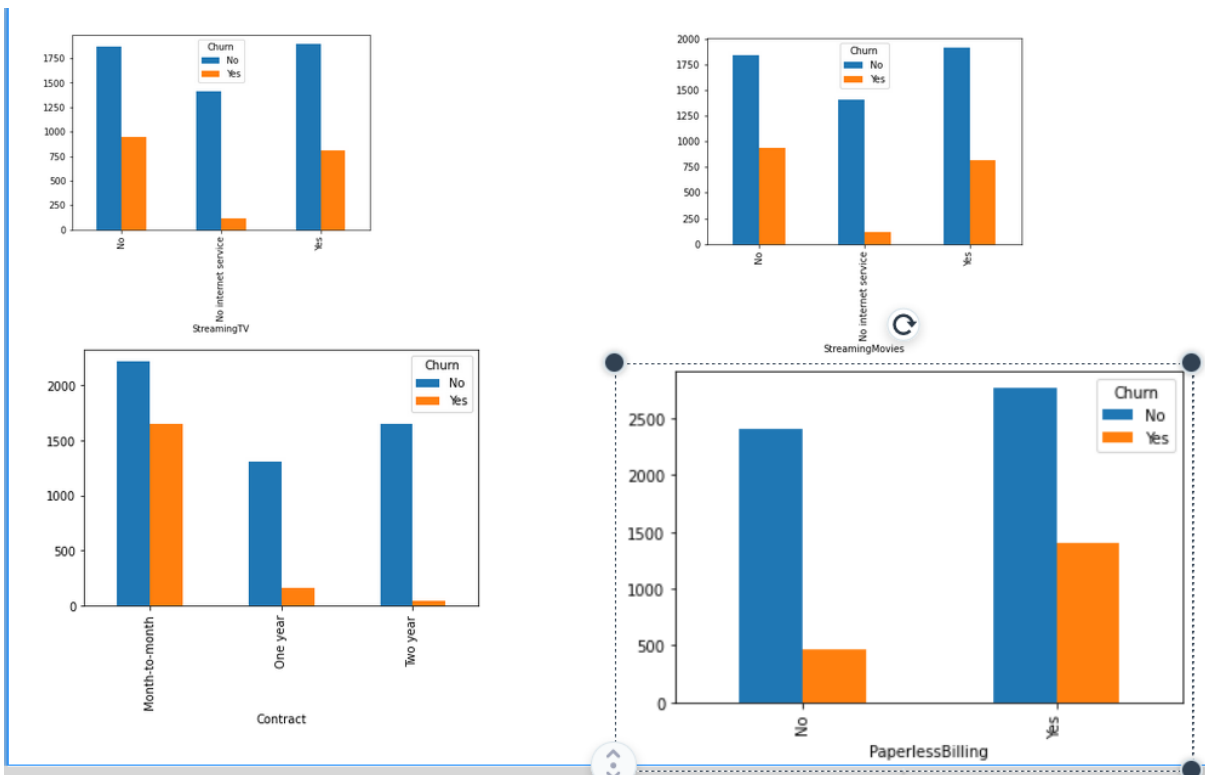 Churn
No
Yes
1750
1500
1250
1000
750
500
250
0
No
No internet service
Yes
StreamingTV
Churn
No
Yes
2000
1750
1500
1250
1000
750
500
250
0
No
No internet service
Yes
StreamingMovies
Churn
No
Yes
2000
1500
1000
500
0
Month-to-month
One year
Two year
Contract
Churn
No
Yes
2500
2000
1500
1000
500
0
No
Yes
PaperlessBilling